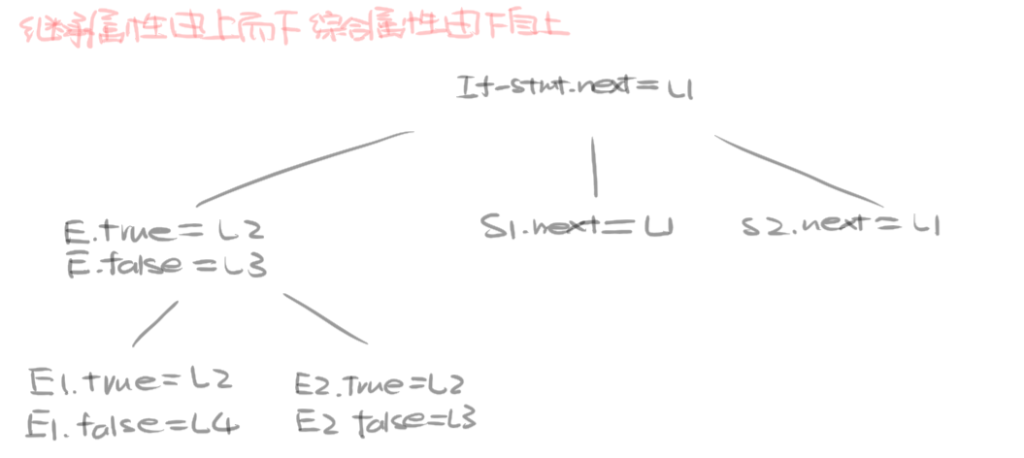 继承属性由上而下 综合属性由下自上
If-stmt.next=L1
E.true=L2
S1.next=L1
S2.next=L1
E.false=L3
E1.true=L2
E2.True=L2
E1.false=L4
E2 false=L3